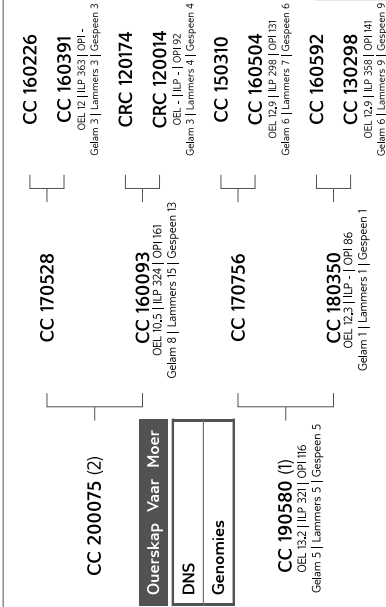 CC 200075 (2)
Ouerskap Vaar Moer
DNS
Genomies
CC 190580 (1)
OEL 13.2 | ILP 321 | OPI 116
Gelam 5 | Lammers 5 | Gespeen 5
CC 170528
CC 160093
OEL 10.5 | ILP 324 | OPI 161
Gelam 8 | Lammers 15 | Gespeen 13
CC 170756
CC 180350
OEL 12.3 | ILP - | OPI 86
Gelam 1 | Lammers 1 | Gespeen 1
CC 160226
CC 160391
OEL 12 | ILP 363 | OPI -
Gelam 3 | Lammers 3 | Gespeen 3
CRC 120174
CRC 120014
OEL - | ILP - | OPI 92
Gelam 3 | Lammers 4 | Gespeen 4
CC 150310
CC 160504
OEL 12.9 | ILP 298 | OPI 131
Gelam 6 | Lammers 7 | Gespeen 6
CC 160592
CC 130298
OEL 12.9 | ILP 358 | OPI 141
Gelam 6 | Lammers 9 | Gespeen 9